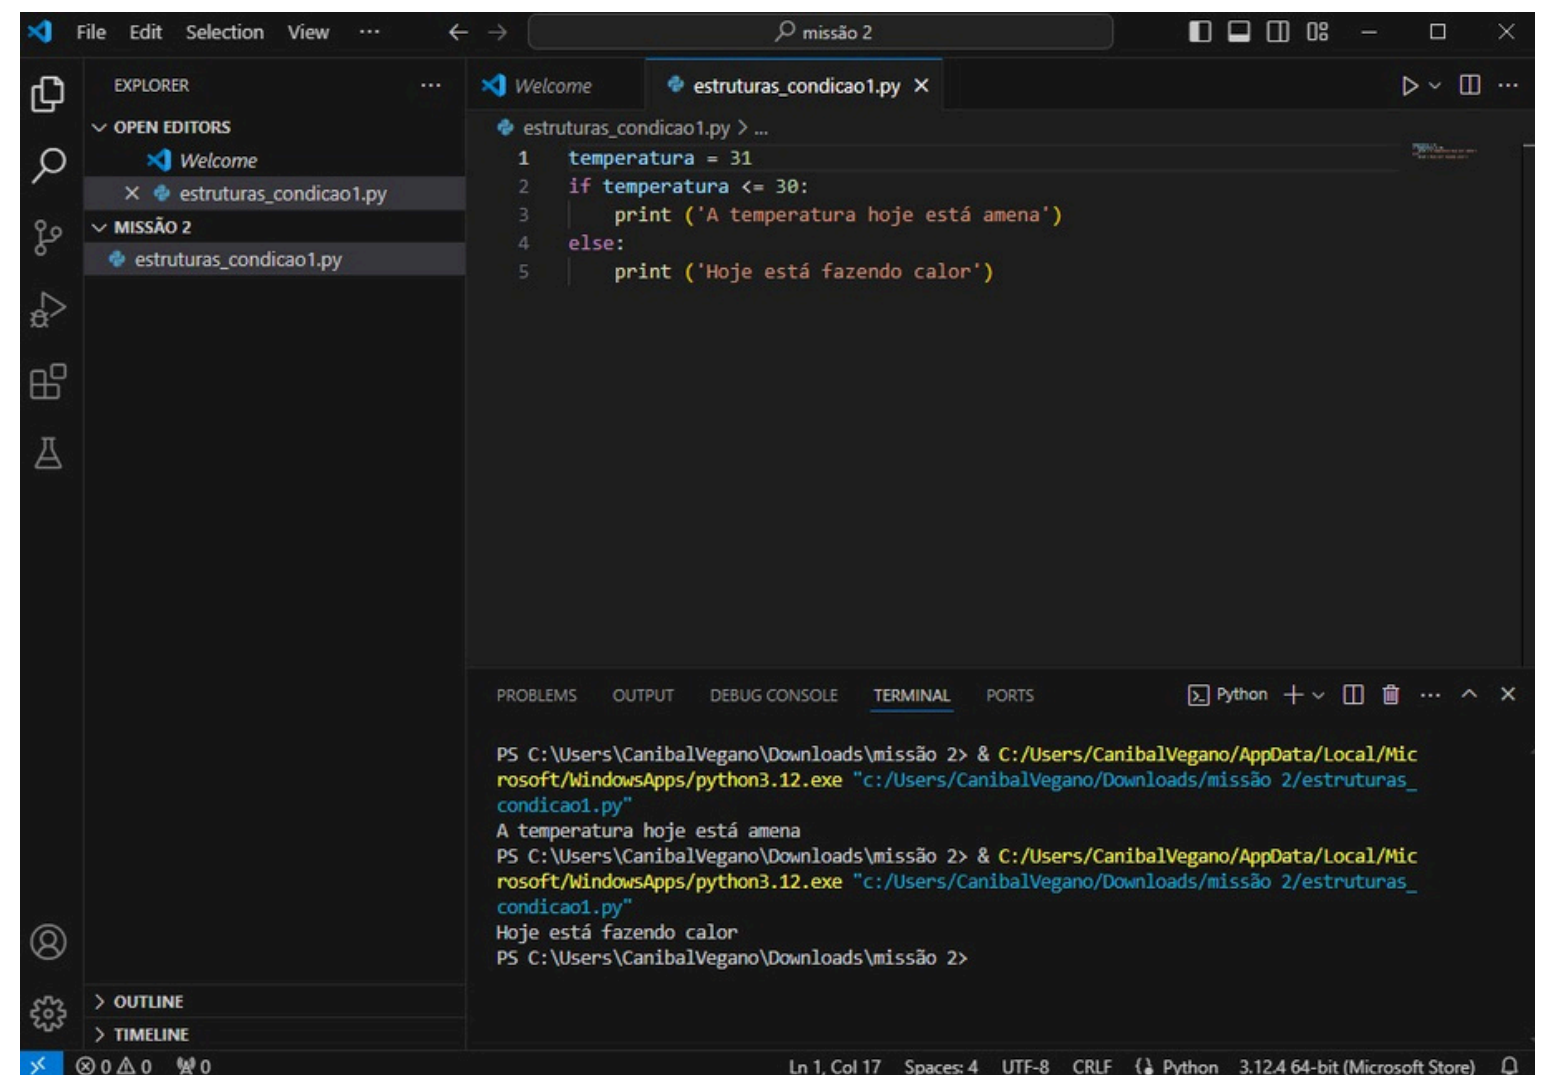 File Edit Selection View ··· missão 2
EXPLORER ···
OPEN EDITORS
Welcome
estruturas_condicao1.py
MISSÃO 2
estruturas_condicao1.py
OUTLINE
TIMELINE
Welcome estruturas_condicao1.py
estruturas_condicao1.py > ...
1 temperatura = 31
2 if temperatura <= 30:
3 print ('A temperatura hoje está amena')
4 else:
5 print ('Hoje está fazendo calor')
PROBLEMS OUTPUT DEBUG CONSOLE TERMINAL PORTS Python
PS C:\Users\CanibalVegano\Downloads\missão 2> & C:/Users/CanibalVegano/AppData/Local/Mic
rosoft/WindowsApps/python3.12.exe "c:/Users/CanibalVegano/Downloads/missão 2/estruturas_
condicao1.py"
A temperatura hoje está amena
PS C:\Users\CanibalVegano\Downloads\missão 2> & C:/Users/CanibalVegano/AppData/Local/Mic
rosoft/WindowsApps/python3.12.exe "c:/Users/CanibalVegano/Downloads/missão 2/estruturas_
condicao1.py"
Hoje está fazendo calor
PS C:\Users\CanibalVegano\Downloads\missão 2>
0 0 0 Ln 1, Col 17 Spaces: 4 UTF-8 CRLF Python 3.12.4 64-bit (Microsoft Store)